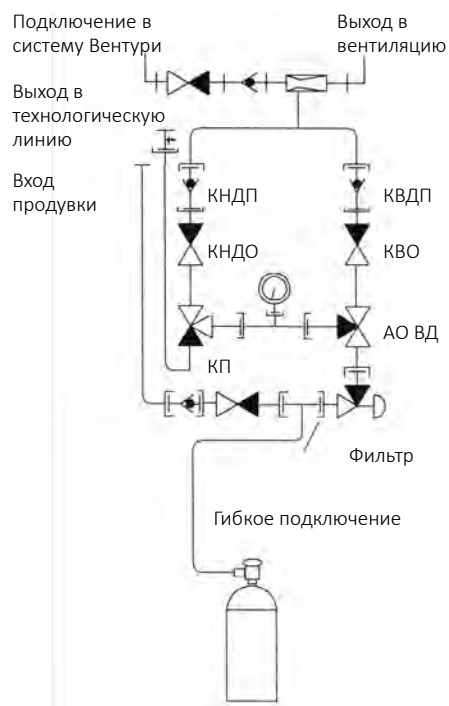 Подключение в
систему Вентури
Выход в
вентиляцию
Выход в
технологическую
линию
Вход
продувки
КНДП
КВДП
КНДО
КВО
АО ВД
КП
Фильтр
Гибкое подключение